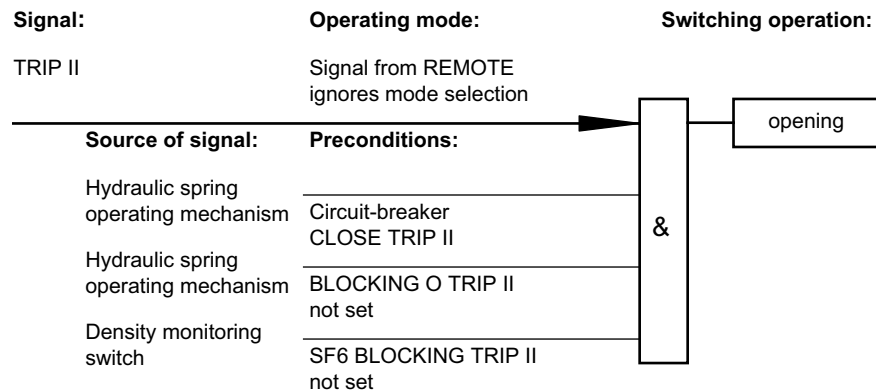 Signal: Operating mode: Switching operation:
TRIP II Signal from REMOTE
ignores mode selection
opening
Source of signal: Preconditions:
Hydraulic spring
operating mechanism
Circuit-breaker
CLOSE TRIP II
&
Hydraulic spring
operating mechanism
BLOCKING O TRIP II
not set
Density monitoring
switch
SF6 BLOCKING TRIP II
not set